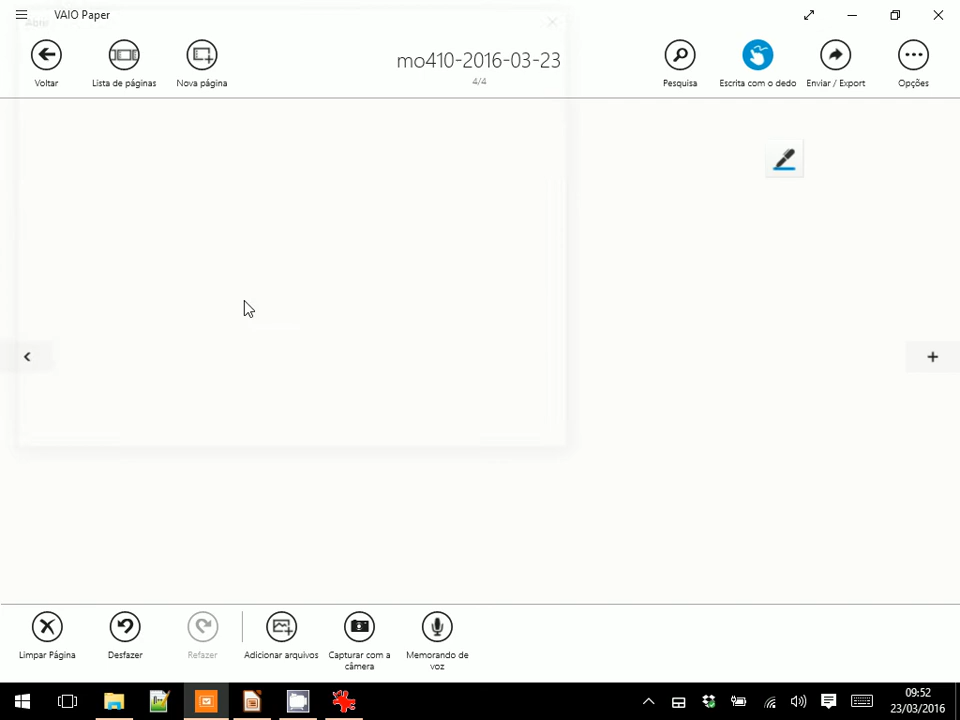 VAIO Paper
Abrir
Voltar
Lista de páginas
Nova página
mo410-2016-03-23
4/4
Pesquisa
Escrita com o dedo
Enviar / Export
Opções
Limpar Página
Desfazer
Refazer
Adicionar arquivos
Capturar com a
câmera
Memorando de
voz
09:52
23/03/2016